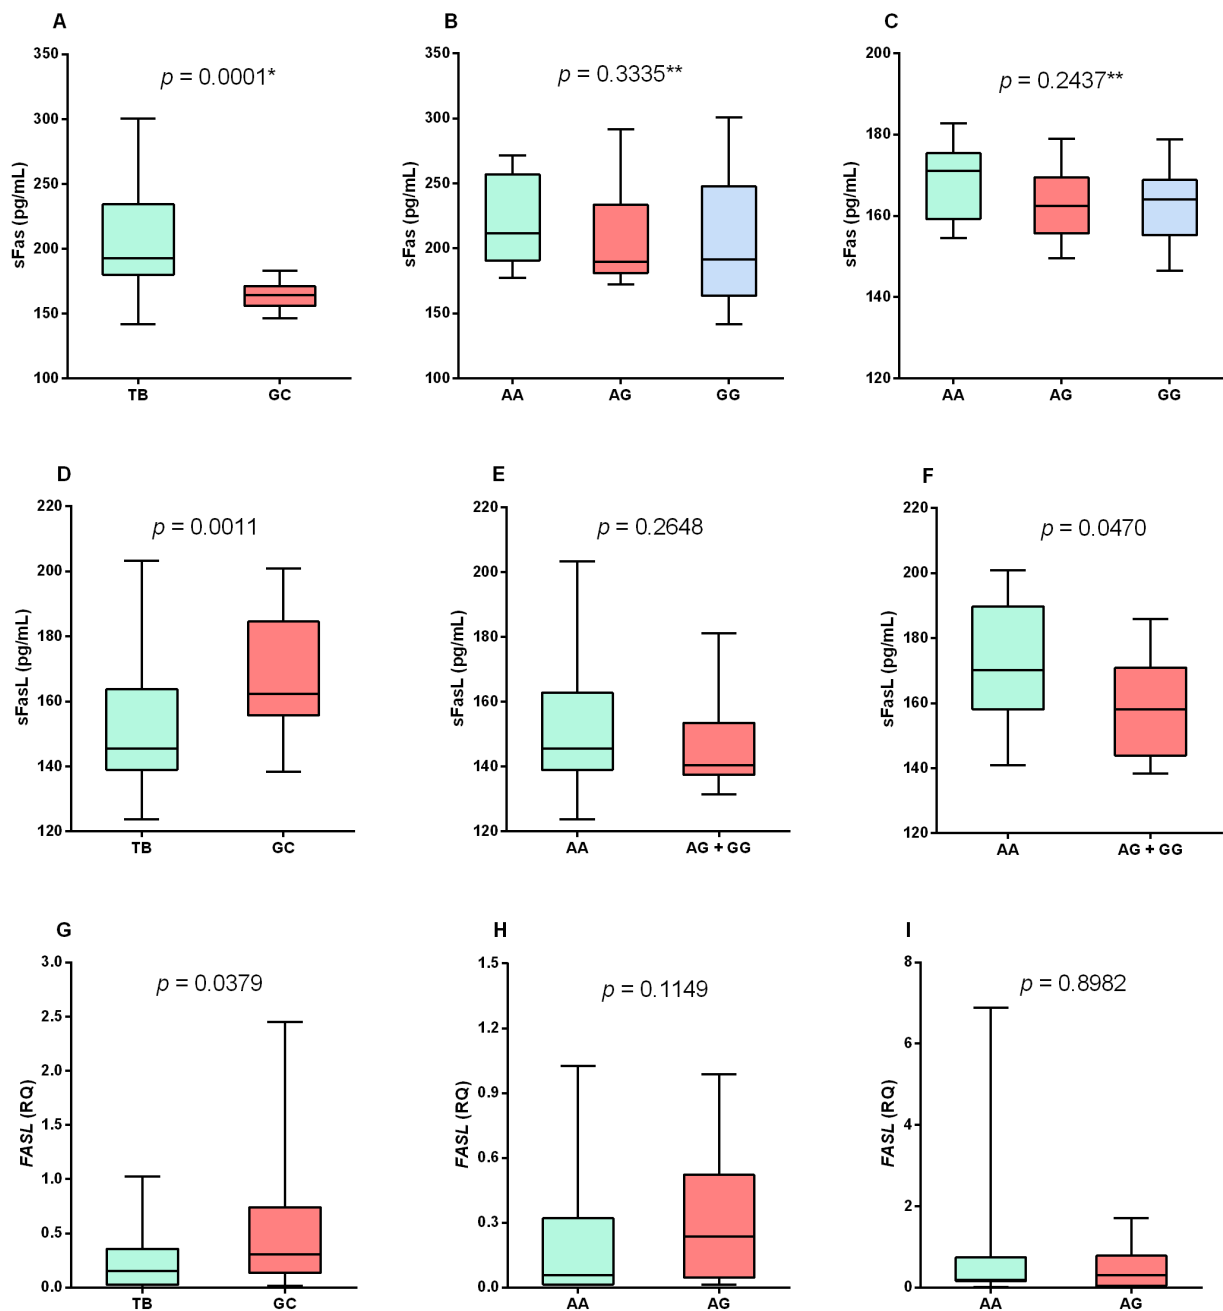 A
p = 0.0001*
sFas (pg/mL)
350
300
250
200
150
100
TB
GC
B
p = 0.3335**
sFas (pg/mL)
350
300
250
200
150
100
AA
AG
GG
C
p = 0.2437**
sFas (pg/mL)
200
180
160
140
120
AA
AG
GG
D
p = 0.0011
sFasL (pg/mL)
220
200
180
160
140
120
TB
GC
E
p = 0.2648
sFasL (pg/mL)
220
200
180
160
140
120
AA
AG + GG
F
p = 0.0470
sFasL (pg/mL)
220
200
180
160
140
120
AA
AG + GG
G
p = 0.0379
FASL (RQ)
3.0
2.5
2.0
1.5
1.0
0.5
0.0
TB
GC
H
p = 0.1149
FASL (RQ)
1.5
1.2
0.9
0.6
0.3
0.0
AA
AG
I
p = 0.8982
FASL (RQ)
8
6
4
2
0
AA
AG